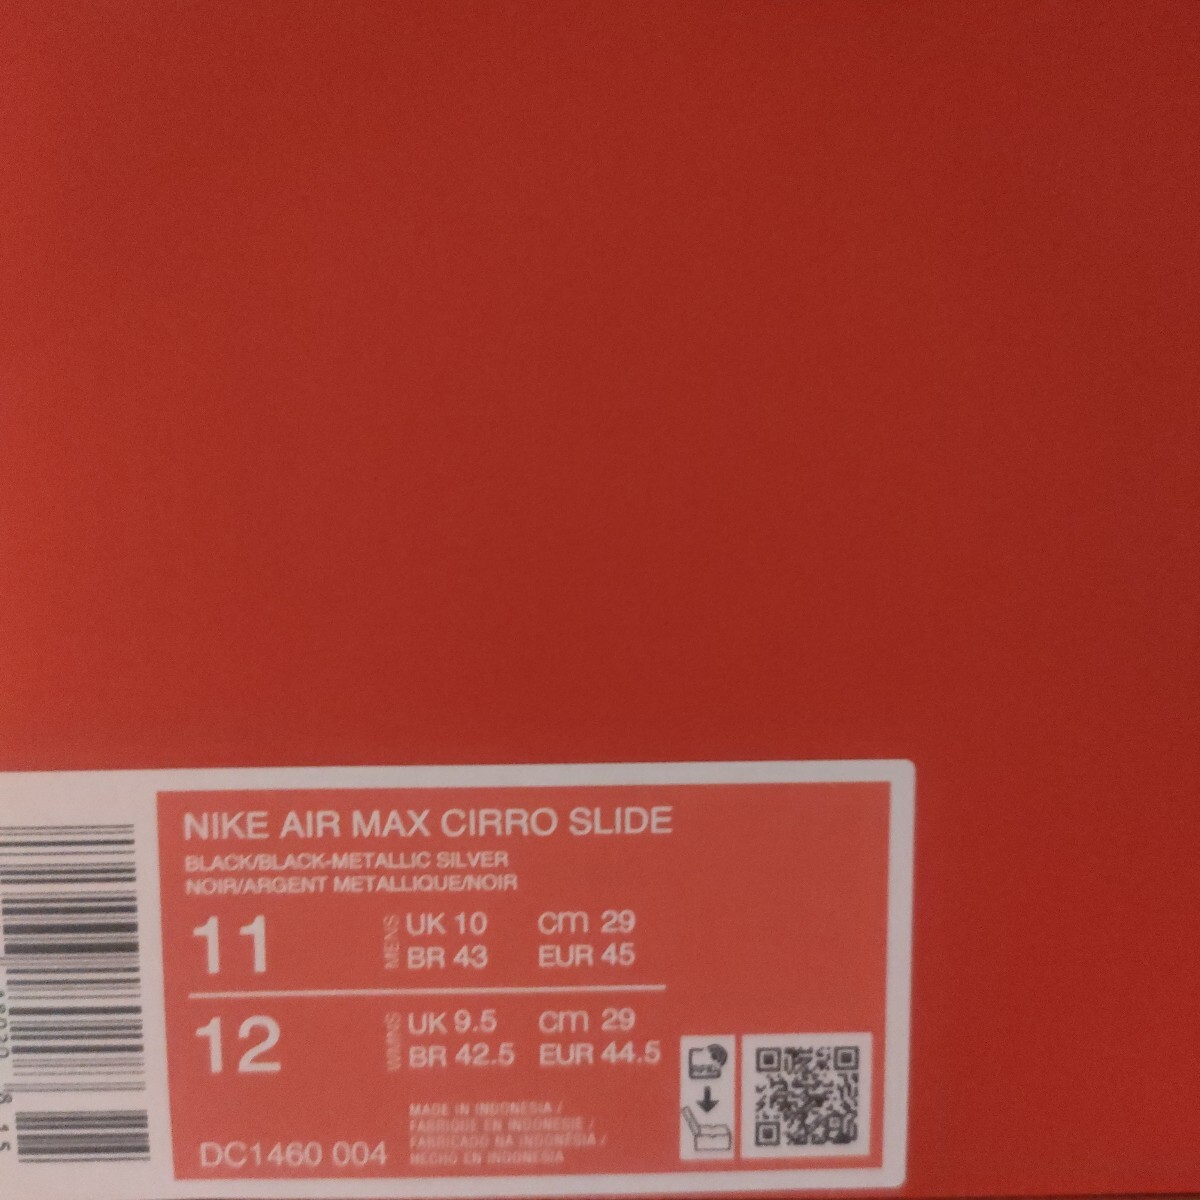 NIKE AIR MAX CIRRO SLIDE
BLACK/BLACK-METALLIC SILVER
NOIR/ARGENT METALLIQUE/NOIR
11 MENS UK 10 cm 29
BR 43 EUR 45
12 WMNS UK 9.5 cm 29
BR 42.5 EUR 44.5
MADE IN INDONESIA /
FABRIQUE EN INDONESIE /
FABRICADO NA INDONÉSIA /
HECHO EN INDONESIA
DC1460 004